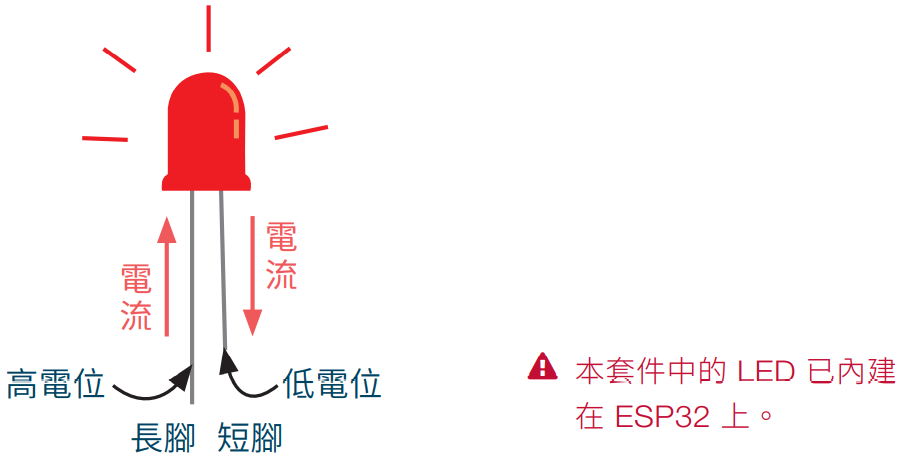 電流
電流
高電位
低電位
長腳
短腳
本套件中的 LED 已內建
在 ESP32 上。